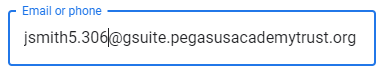 Email or phone
jsmith5.306@gsuite.pegasusacademytrust.org